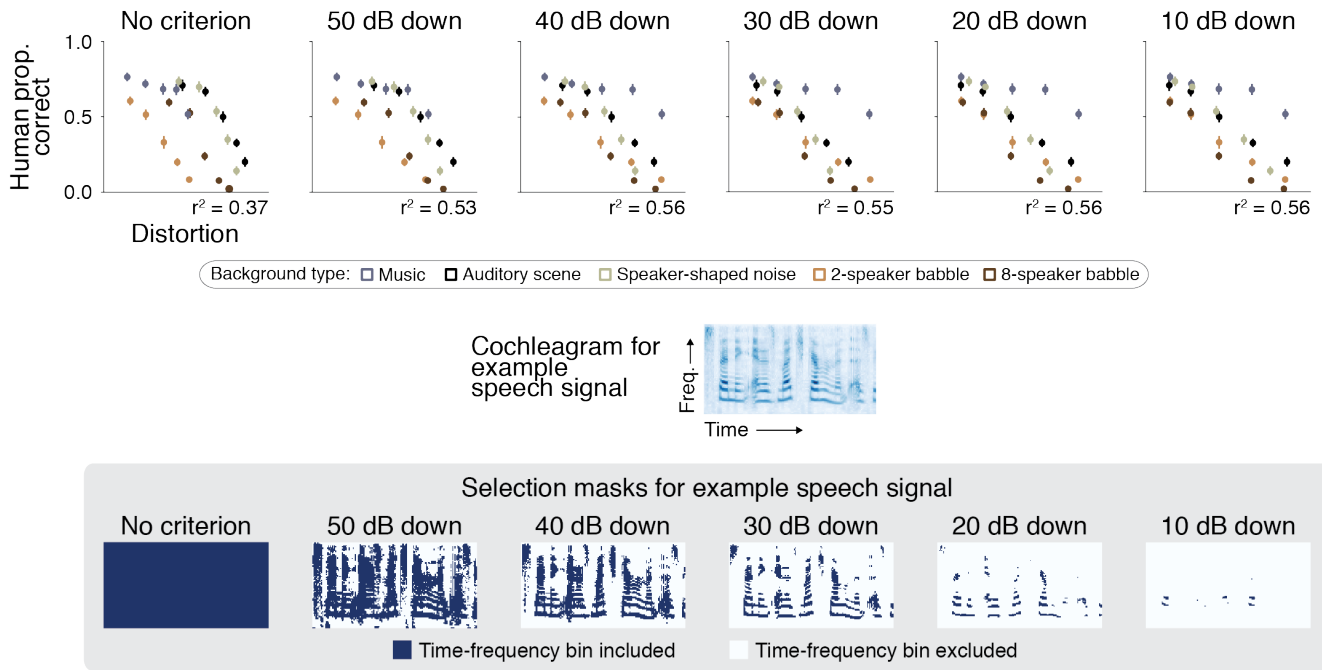 No criterion
50 dB down
40 dB down
30 dB down
20 dB down
10 dB down
Human prop.
correct
1.0
0.5
0.0
r² = 0.37
r² = 0.53
r² = 0.56
r² = 0.55
r² = 0.56
r² = 0.56
Distortion
Background type: Music Auditory scene Speaker-shaped noise 2-speaker babble 8-speaker babble
Cochleagram for
example
speech signal
Freq.
Time
Selection masks for example speech signal
No criterion
50 dB down
40 dB down
30 dB down
20 dB down
10 dB down
Time-frequency bin included
Time-frequency bin excluded